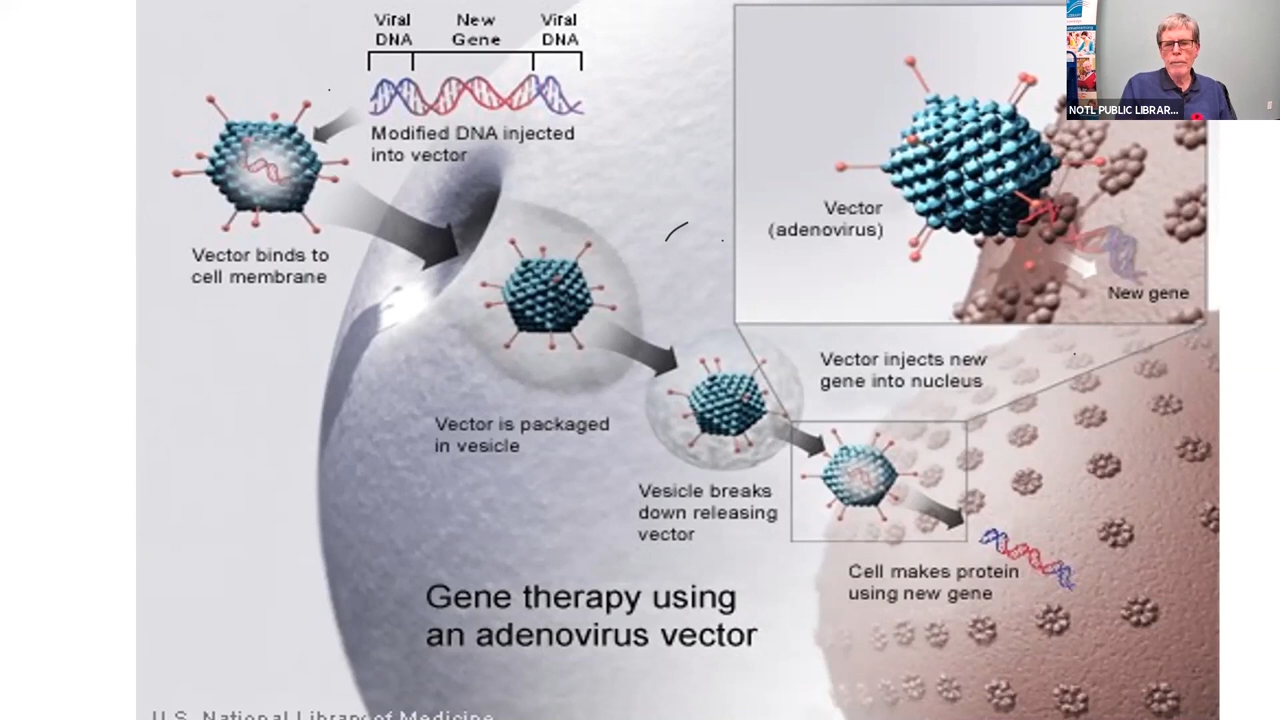 Viral
DNA
New
Gene
Viral
DNA
Modified DNA injected
into vector
Vector binds to
cell membrane
Vector is packaged
in vesicle
Vesicle breaks
down releasing
vector
Vector
(adenovirus)
New gene
Vector injects new
gene into nucleus
Cell makes protein
using new gene
Gene therapy using
an adenovirus vector
U.S. National Library of Medicine
NOTL PUBLIC LIBRAR...